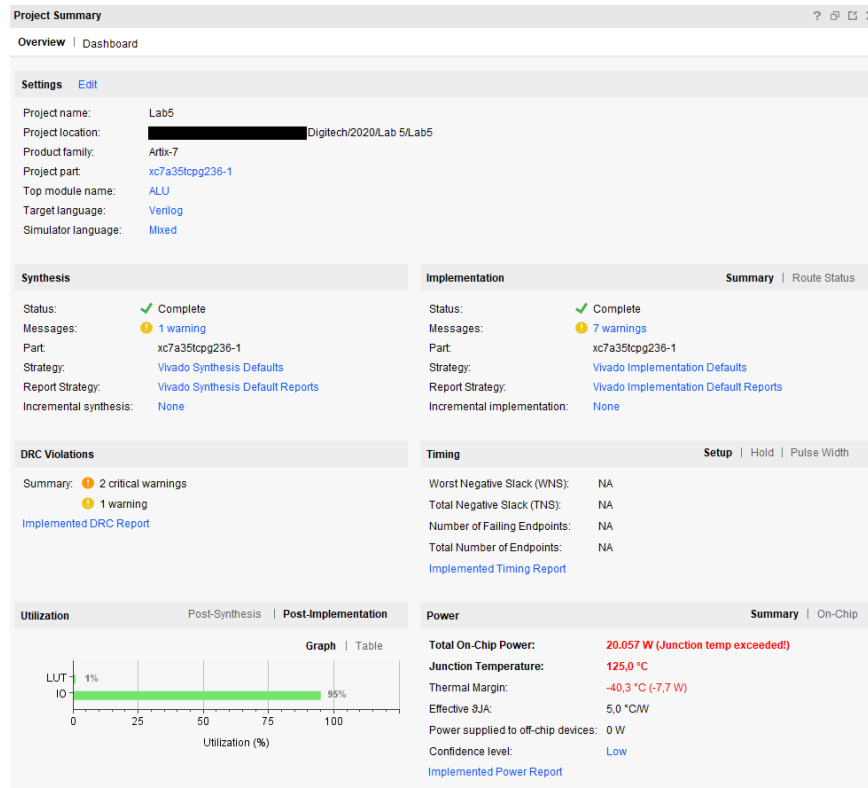 Project Summary
Overview | Dashboard
Settings Edit
Project name: Lab5
Project location: Digitech/2020/Lab 5/Lab5
Product family: Artix-7
Project part: xc7a35tcpg236-1
Top module name: ALU
Target language: Verilog
Simulator language: Mixed
Synthesis
Status: Complete
Messages: 1 warning
Part: xc7a35tcpg236-1
Strategy: Vivado Synthesis Defaults
Report Strategy: Vivado Synthesis Default Reports
Incremental synthesis: None
Implementation Summary | Route Status
Status: Complete
Messages: 7 warnings
Part: xc7a35tcpg236-1
Strategy: Vivado Implementation Defaults
Report Strategy: Vivado Implementation Default Reports
Incremental implementation: None
DRC Violations
Summary: 2 critical warnings
1 warning
Implemented DRC Report
Timing Setup | Hold | Pulse Width
Worst Negative Slack (WNS): NA
Total Negative Slack (TNS): NA
Number of Failing Endpoints: NA
Total Number of Endpoints: NA
Implemented Timing Report
Utilization Post-Synthesis | Post-Implementation
Graph | Table
LUT 1%
IO 95%
0 25 50 75 100
Utilization (%)
Power Summary | On-Chip
Total On-Chip Power: 20.057 W (Junction temp exceeded!)
Junction Temperature: 125,0 °C
Thermal Margin: -40,3 °C (-7,7 W)
Effective ϑJA: 5,0 °C/W
Power supplied to off-chip devices: 0 W
Confidence level: Low
Implemented Power Report